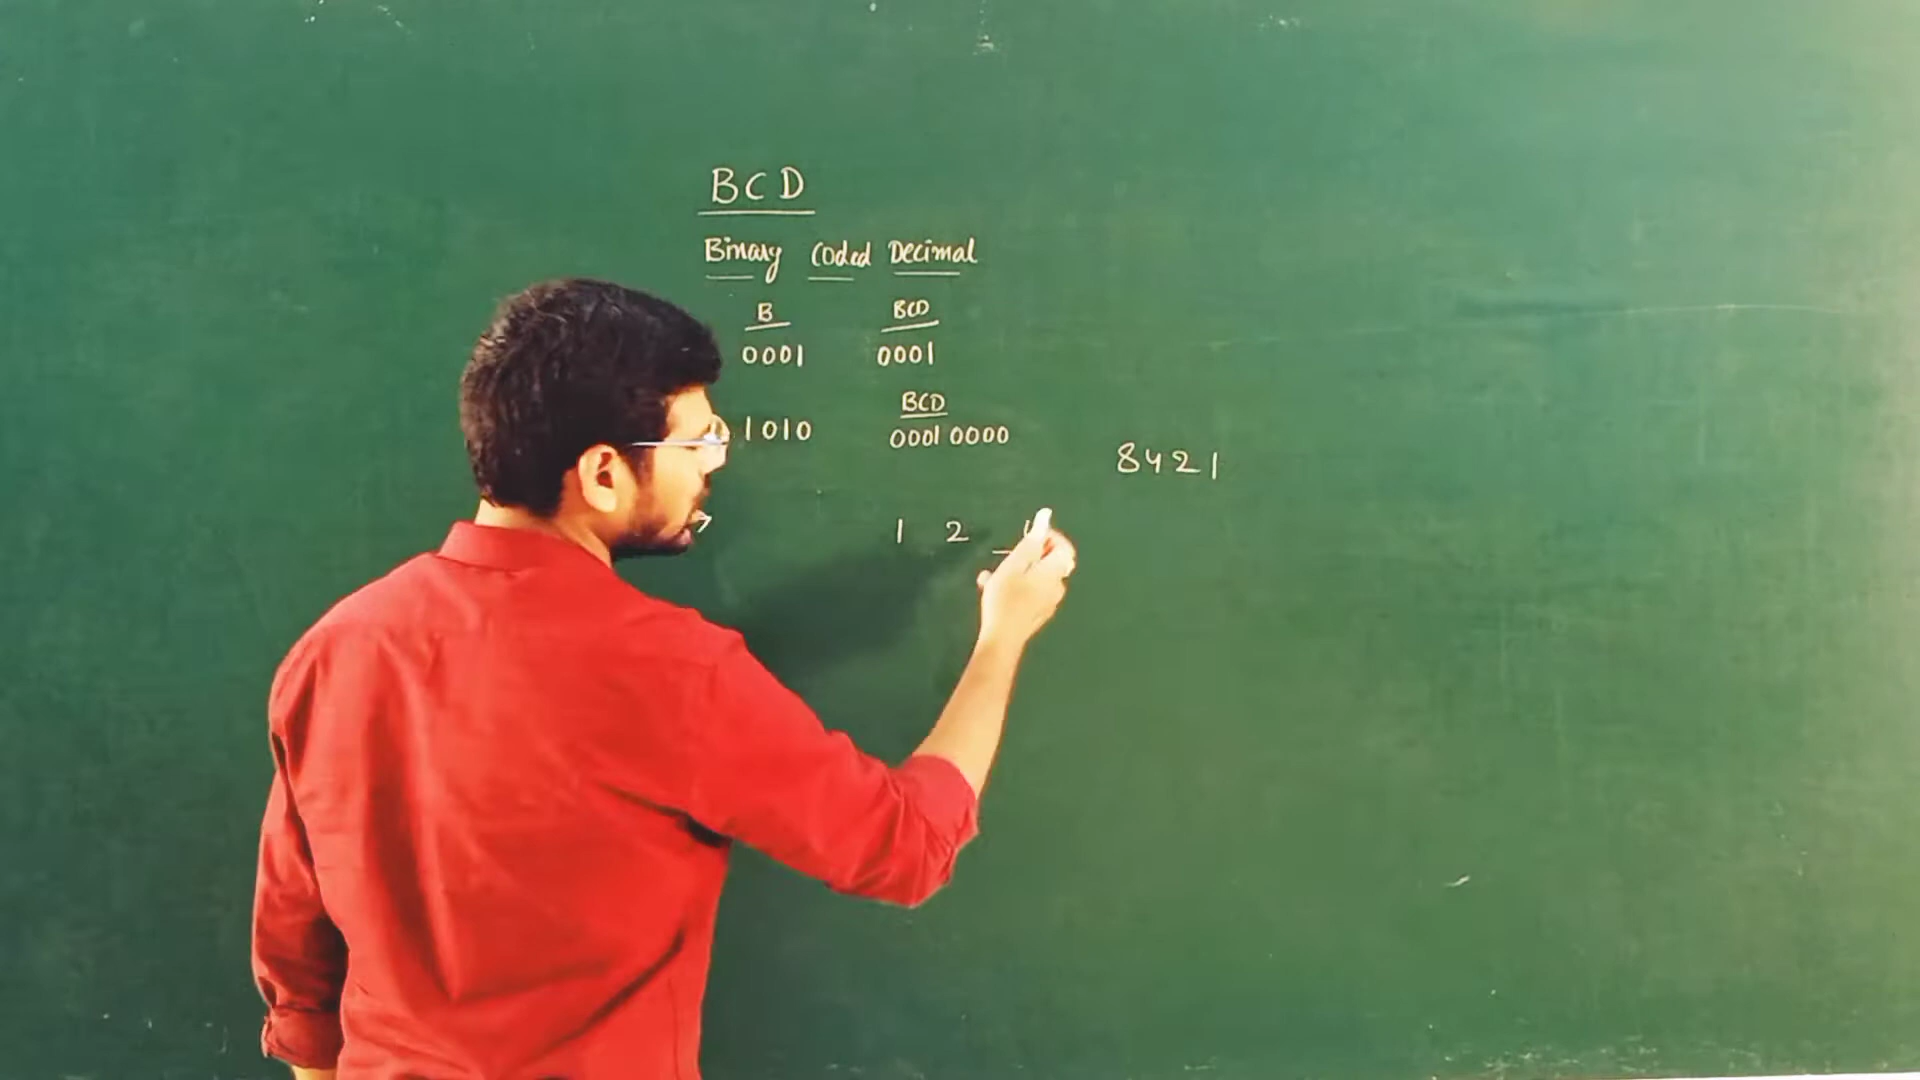 BCD
Binary Coded Decimal
B BCD
0001 0001
BCD
1010 0001 0000
8421
1 2